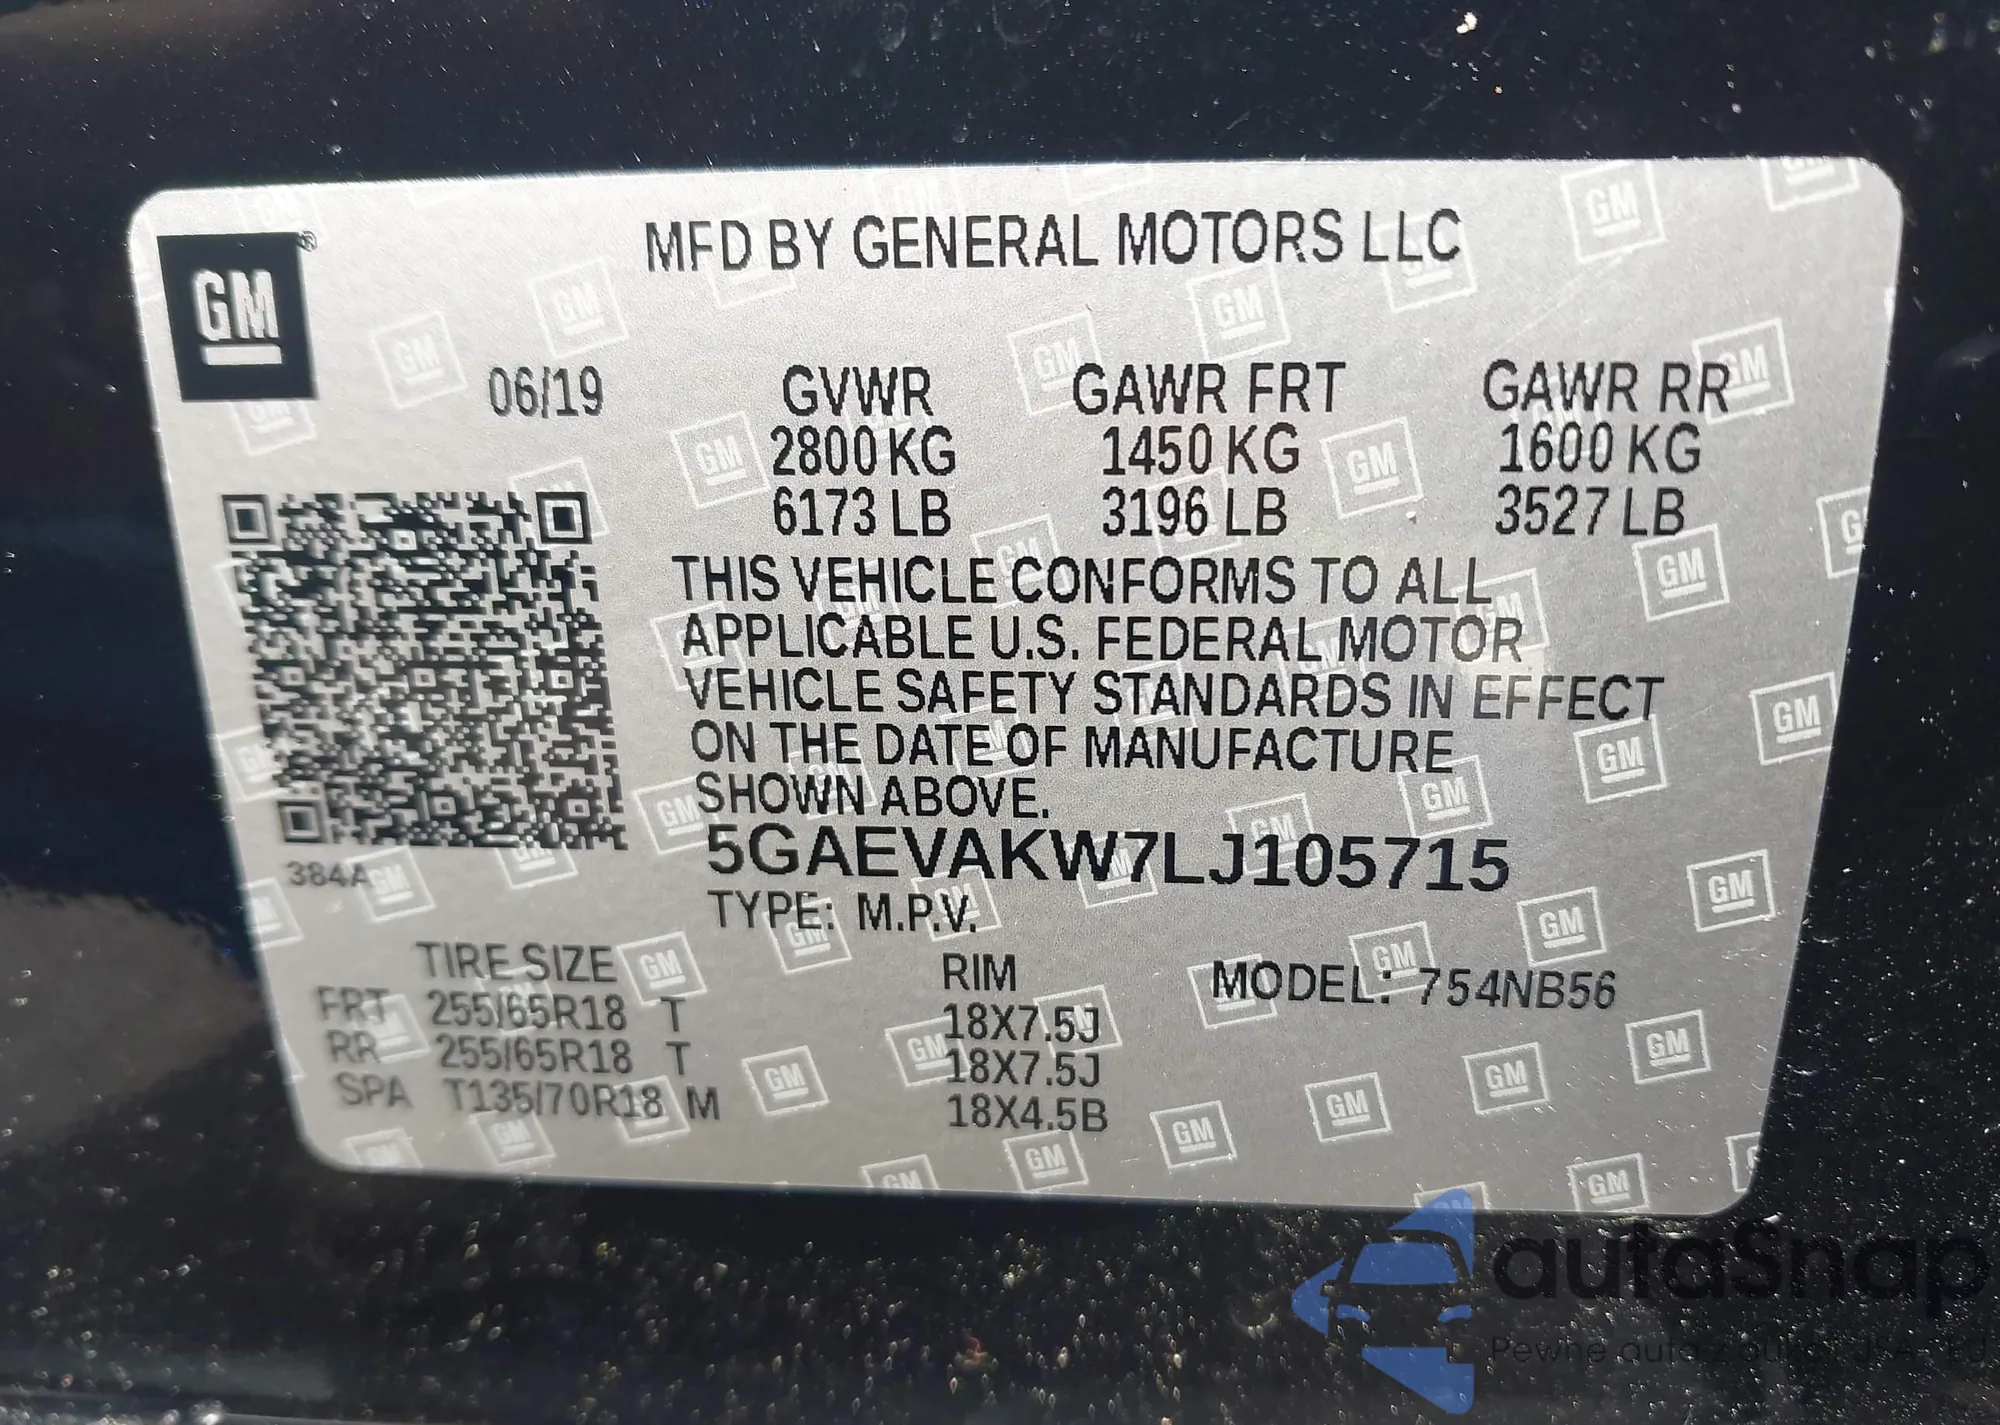 GM®
MFD BY GENERAL MOTORS LLC
06/19 GVWR GAWR FRT GAWR RR
2800 KG 1450 KG 1600 KG
6173 LB 3196 LB 3527 LB
THIS VEHICLE CONFORMS TO ALL
APPLICABLE U.S. FEDERAL MOTOR
VEHICLE SAFETY STANDARDS IN EFFECT
ON THE DATE OF MANUFACTURE
SHOWN ABOVE.
5GAEVAKW7LJ105715
384A
TYPE: M.P.V.
TIRE SIZE RIM MODEL: 754NB56
FRT 255/65R18 T 18X7.5J
RR 255/65R18 T 18X7.5J
SPA T135/70R18 M 18X4.5B
autaSnap
Pewne auta z